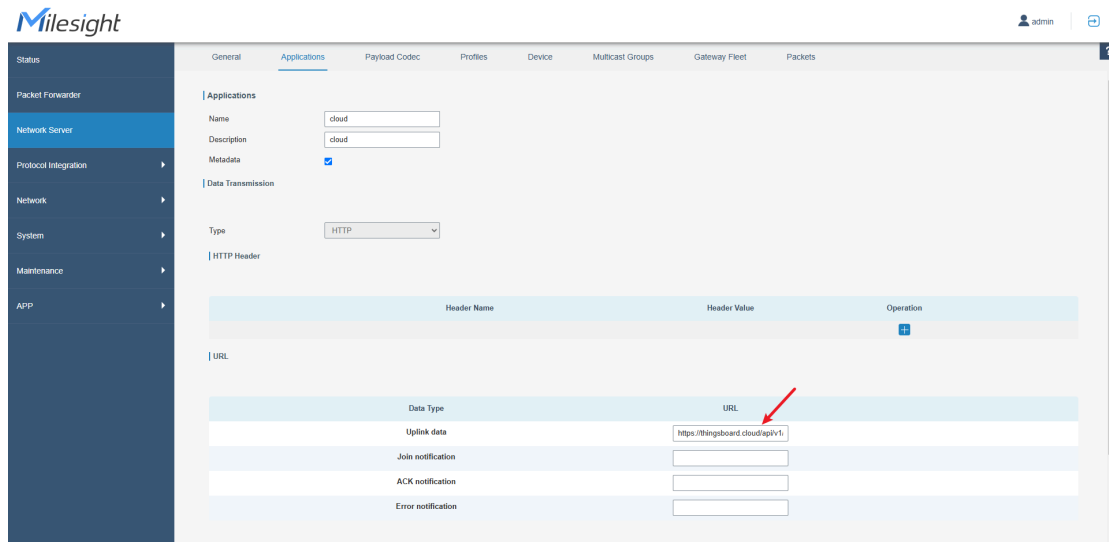 Milesight
admin
?
Status
Packet Forwarder
Network Server
Protocol Integration
Network
System
Maintenance
APP
General Applications Payload Codec Profiles Device Multicast Groups Gateway Fleet Packets
Applications
Name cloud
Description cloud
Metadata
Data Transmission
Type HTTP
HTTP Header
Header Name Header Value Operation
URL
Data Type URL
Uplink data https://thingsboard.cloud/api/v1/
Join notification
ACK notification
Error notification